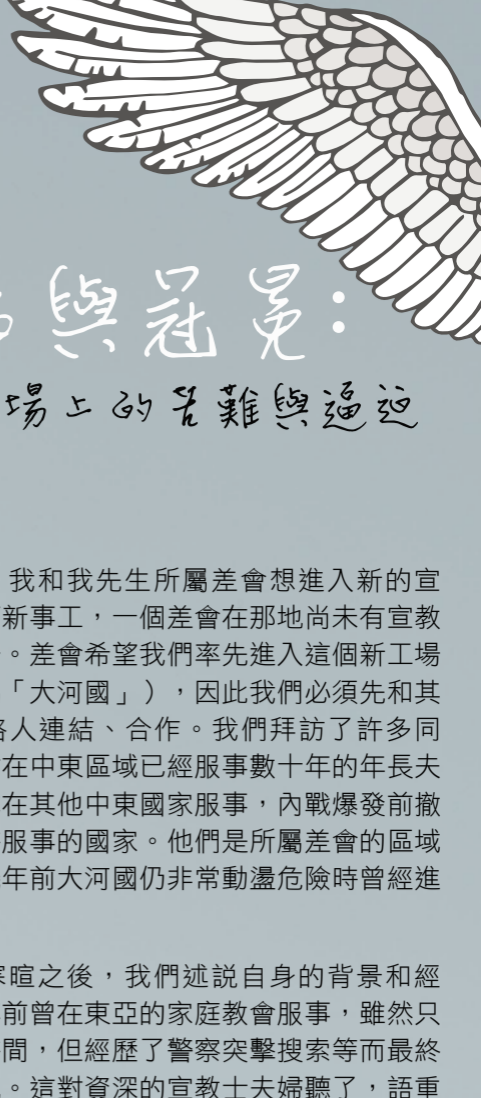 與冠冕：
場上的苦難與逼迫
我和我先生所屬差會想進入新的宣
新事工，一個差會在那地尚未有宣教
。差會希望我們率先進入這個新工場
「大河國」），因此我們必須先和其
人連結、合作。我們拜訪了許多同
在中東區域已經服事數十年的年長夫
在其他中東國家服事，內戰爆發前撤
服事的國家。他們是所屬差會的區域
年前大河國仍非常動盪危險時曾經進
暄之後，我們述說自身的背景和經
前曾在東亞的家庭教會服事，雖然只
間，但經歷了警察突擊搜索等而最終
。這對資深的宣教士夫婦聽了，語重